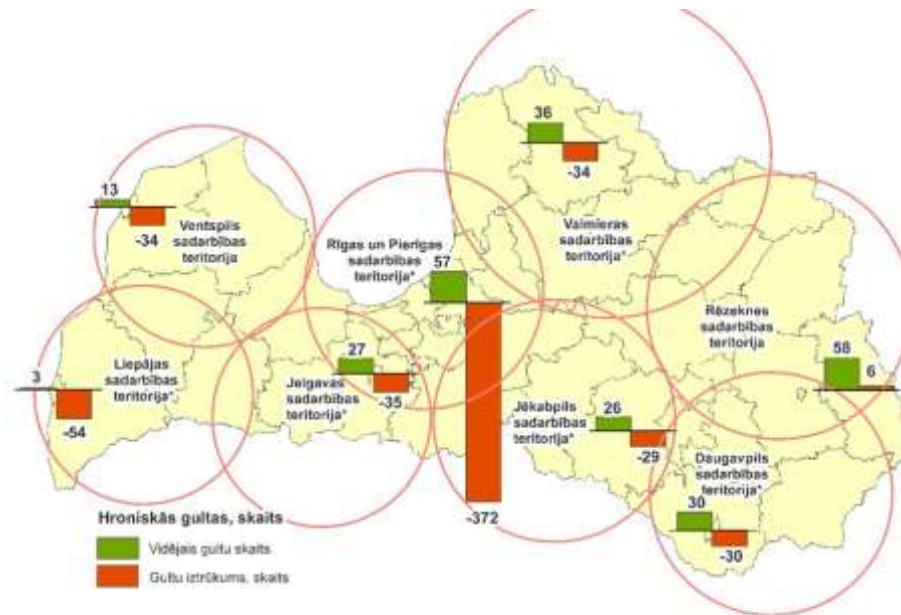 36
-34
13
-34
Ventspils
sadarbības
teritorija
Rīgas un Pierīgas
sadarbības
teritorija*
57
Valmieras
sadarbības
teritorija*
Rēzeknes
sadarbības
teritorija
58
6
3
-54
Liepājas
sadarbības
teritorija*
27
-35
Jelgavas
sadarbības
teritorija*
Jēkabpils
sadarbības
teritorija*
26
-29
Daugavpils
sadarbības
teritorija*
30
-30
-372
Hroniskās gultas, skaits
Vidējais gultu skaits
Gultu iztrūkums, skaits